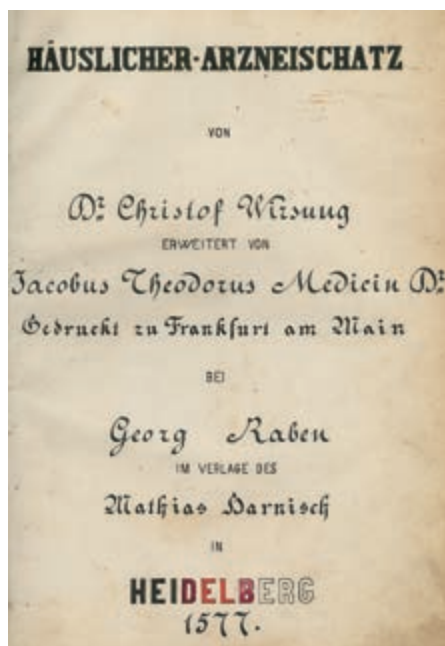 HÄUSLICHER-ARZNEISCHATZ
VON
Dr. Christof Wirsung
ERWEITERT VON
Jacobus Theodorus Medicin Dr.
Gedruckt zu Frankfurt am Main
BEI
Georg Raben
IM VERLAGE DES
Mathias Harnisch
IN
HEIDELBERG
1577.